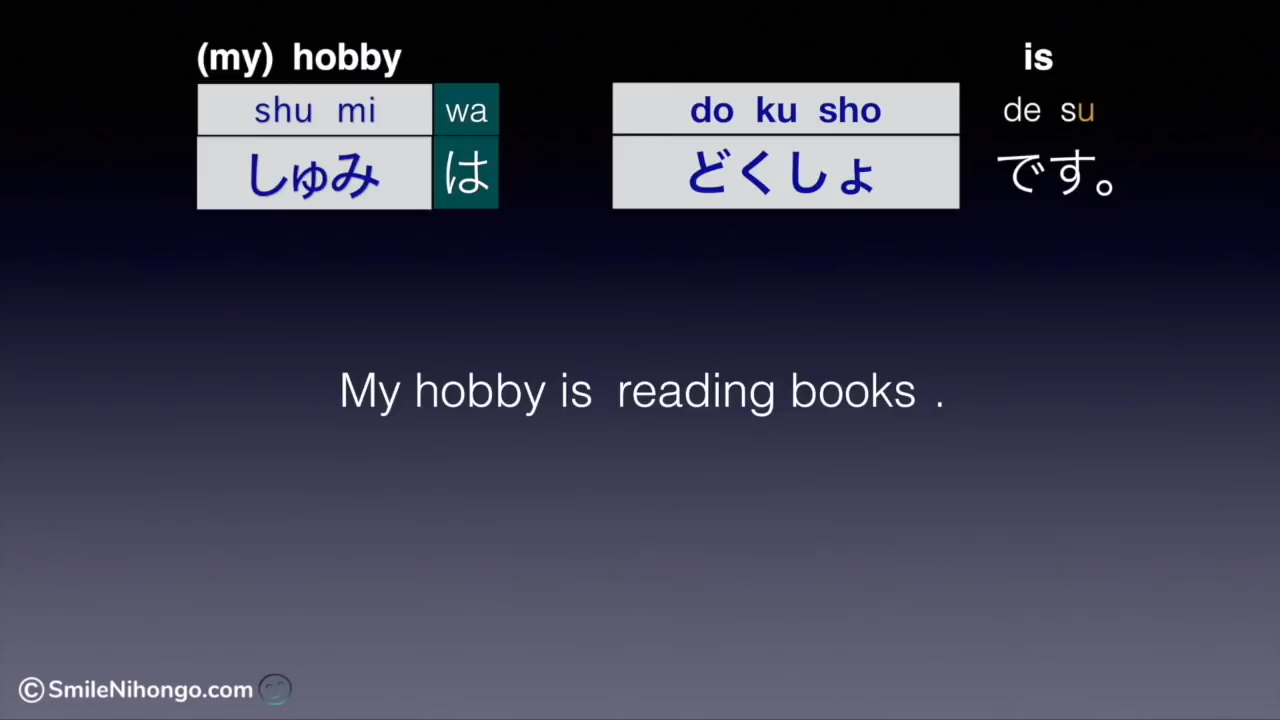 (my) hobby is
shu mi wa do ku sho de su
しゅみ は どくしょ です。
My hobby is reading books .
©SmileNihongo.com